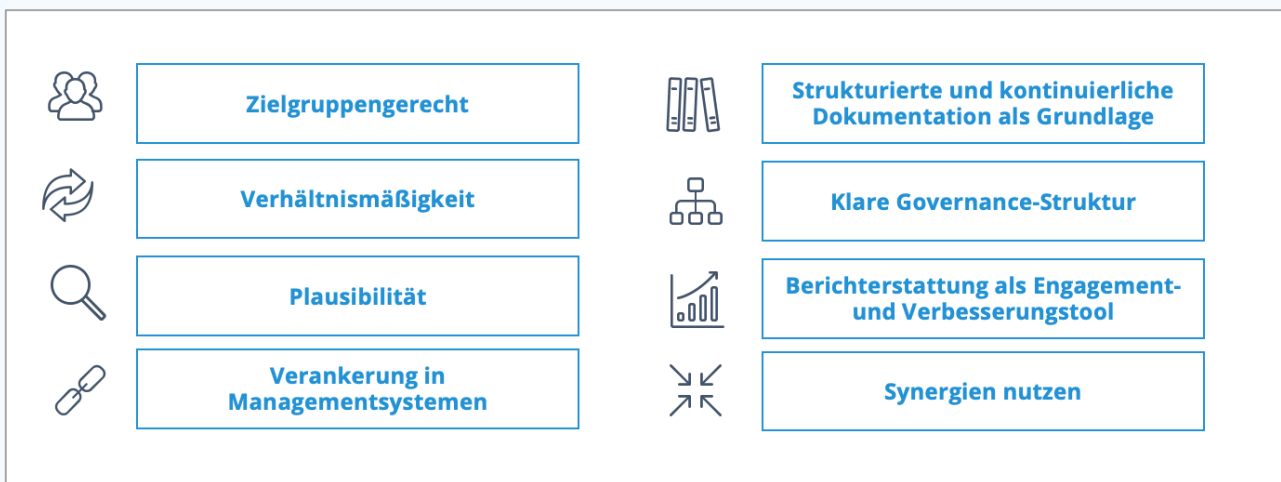 Zielgruppengerecht
Verhältnismäßigkeit
Plausibilität
Verankerung in
Managementsystemen
Strukturierte und kontinuierliche
Dokumentation als Grundlage
Klare Governance-Struktur
Berichterstattung als Engagement-
und Verbesserungstool
Synergien nutzen